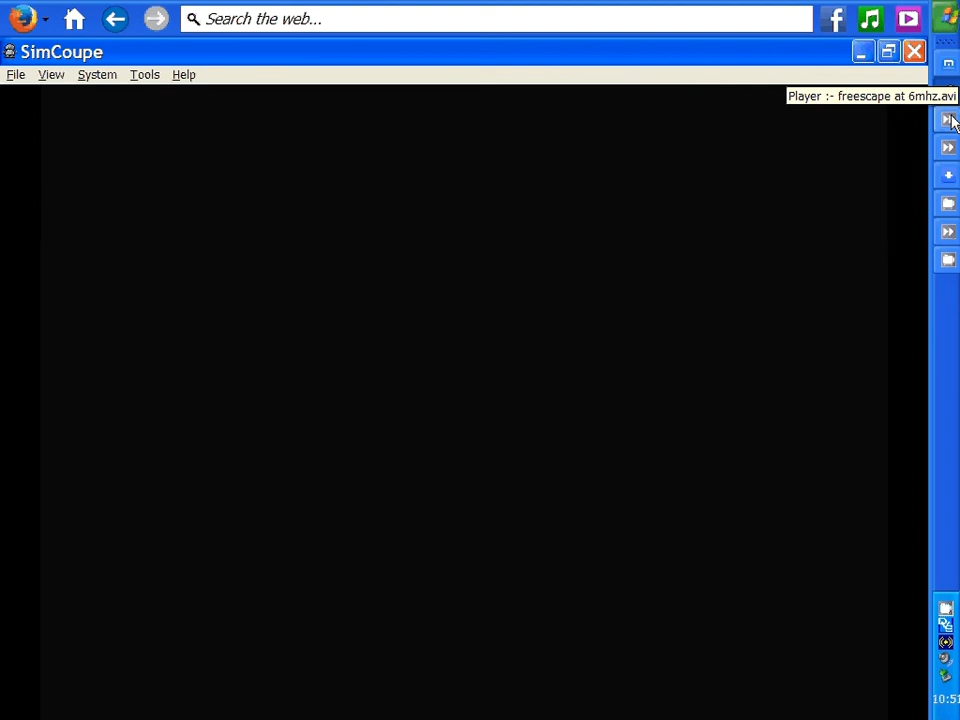 Search the web...
SimCoupe
File View System Tools Help
Player :- freescape at 6mhz.avi
10:51